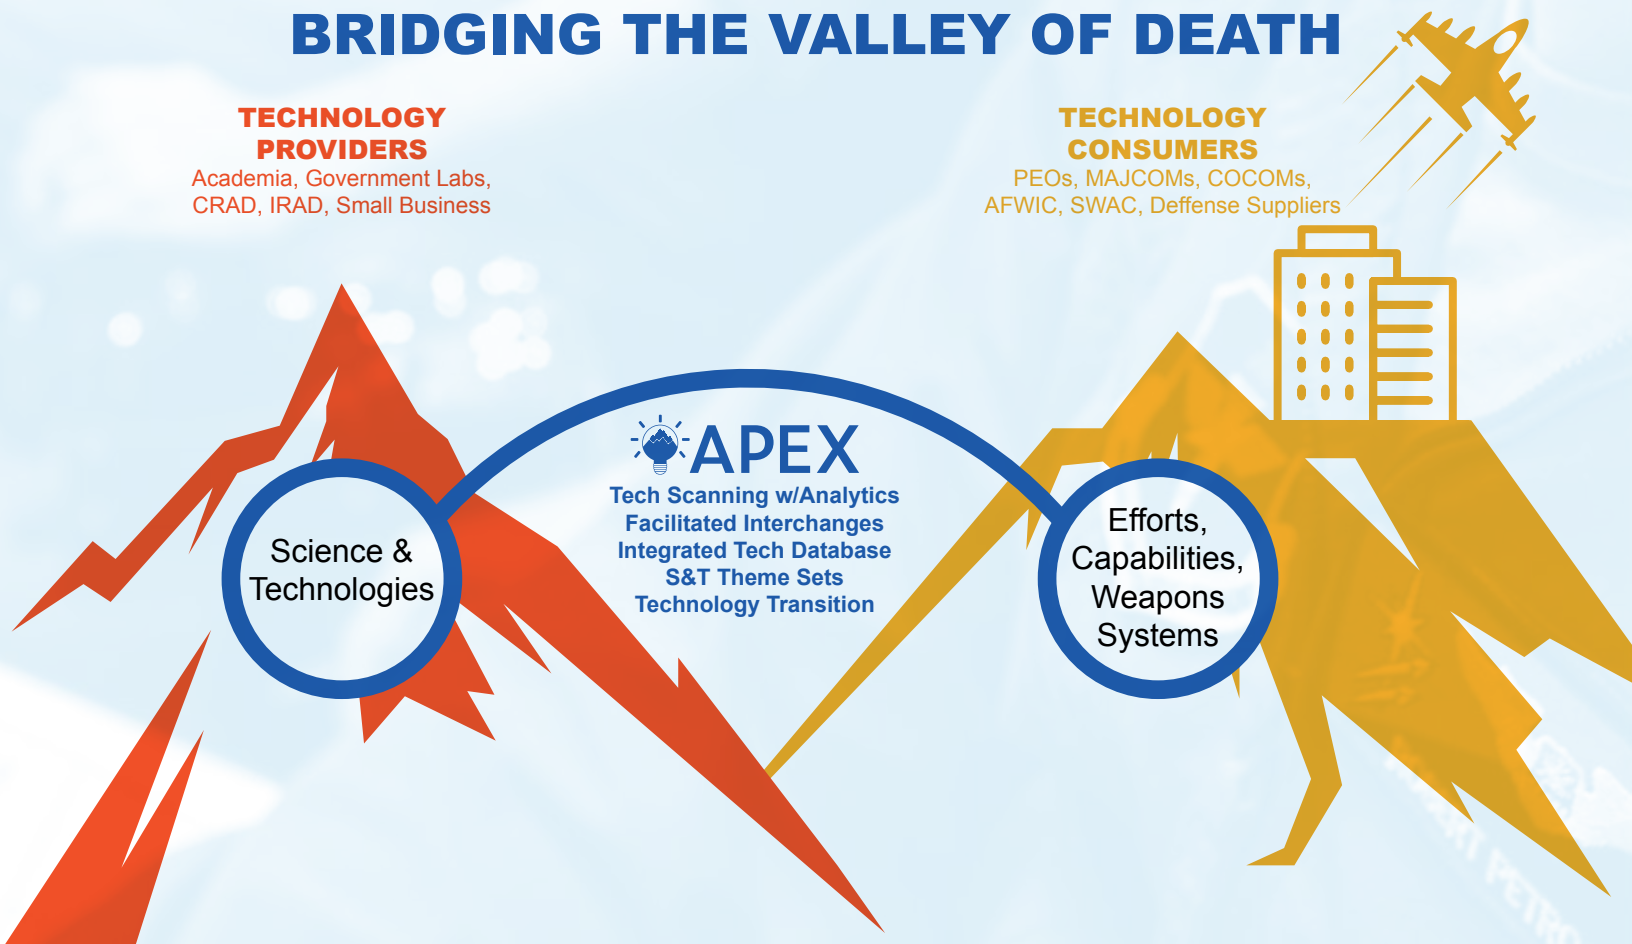 BRIDGING THE VALLEY OF DEATH
TECHNOLOGY
PROVIDERS
Academia, Government Labs,
CRAD, IRAD, Small Business
TECHNOLOGY
CONSUMERS
PEOs, MAJCOMs, COCOMs,
AFWIC, SWAC, Deffense Suppliers
APEX
Tech Scanning w/Analytics
Facilitated Interchanges
Integrated Tech Database
S&T Theme Sets
Technology Transition
Science &
Technologies
Efforts,
Capabilities,
Weapons
Systems